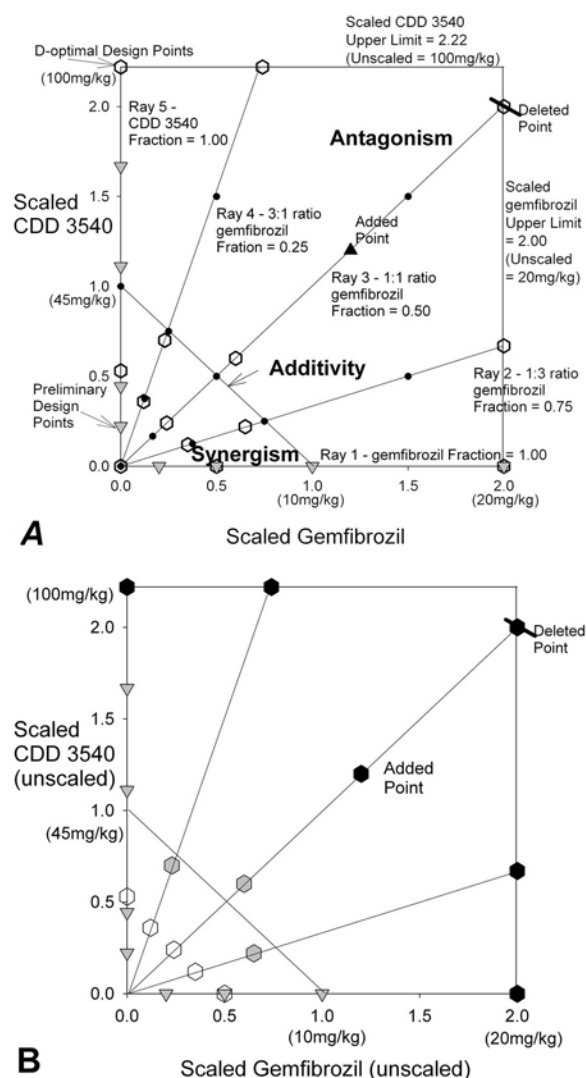 D-optimal Design Points
(100mg/kg)
Scaled CDD 3540
Upper Limit = 2.22
(Unscaled = 100mg/kg)
2.0
Ray 5 -
CDD 3540
Fraction = 1.00
Deleted
Point
Antagonism
Scaled
CDD 3540
1.5
Ray 4 - 3:1 ratio
gemfibrozil
Fration = 0.25
Added
Point
Scaled
gemfibrozil
Upper Limit
= 2.00
(Unscaled
= 20mg/kg)
1.0
(45mg/kg)
Ray 3 - 1:1 ratio
gemfibrozil
Fraction = 0.50
Additivity
0.5
Preliminary
Design
Points
Ray 2 - 1:3 ratio
gemfibrozil
Fraction = 0.75
Synergism
Ray 1 - gemfibrozil Fraction = 1.00
0.0
0.0 0.5 1.0 1.5 2.0
(10mg/kg) (20mg/kg)
A
Scaled Gemfibrozil
(100mg/kg)
2.0
Deleted
Point
Scaled
CDD 3540
(unscaled)
1.5
Added
Point
1.0
(45mg/kg)
0.5
0.0
0.0 0.5 1.0 1.5 2.0
(10mg/kg) (20mg/kg)
B
Scaled Gemfibrozil (unscaled)